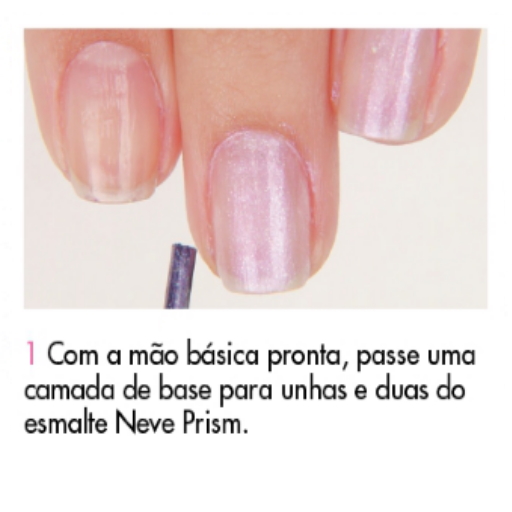 1 Com a mão básica pronta, passe uma
camada de base para unhas e duas do
esmalte Neve Prism.